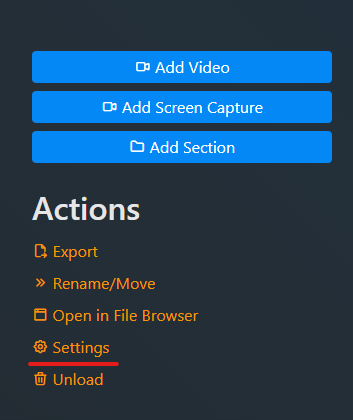 Add Video
Add Screen Capture
Add Section
Actions
Export
Rename/Move
Open in File Browser
Settings
Unload